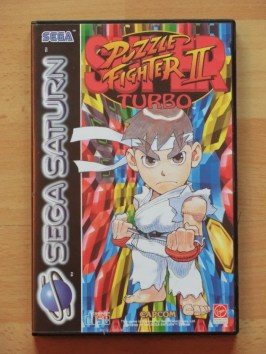 SEGA
SEGA SATURN
SUPER
PUZZLE
FIGHTER II
TURBO
CAPCOM